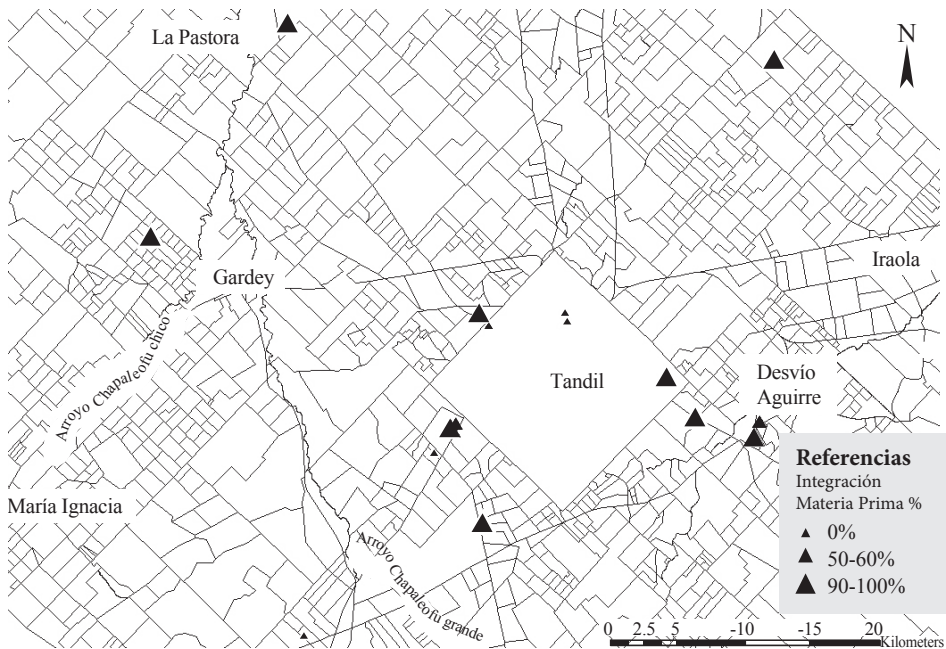 La Pastora
N
Iraola
Gardey
Arroyo Chapaleofu chico
Tandil
Desvío
Aguirre
María Ignacia
Arroyo Chapaleofu grande
Referencias
Integración
Materia Prima %
0%
50-60%
90-100%
0 2.5 5 -10 -15 20
Kilometers